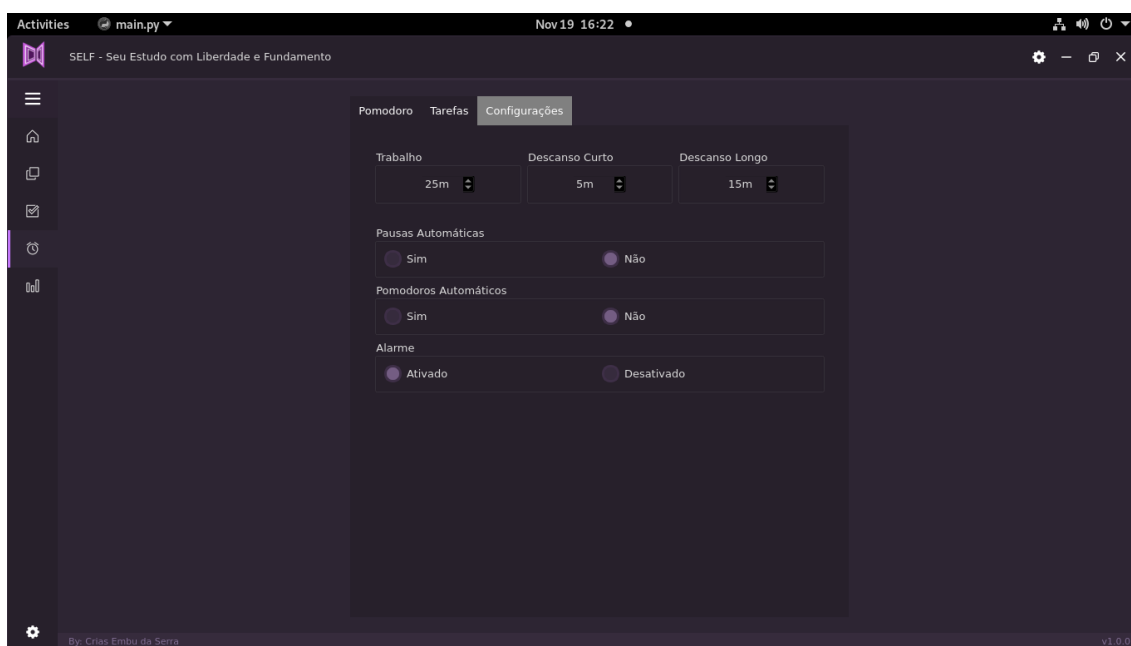 Activities main.py Nov 19 16:22
SELF - Seu Estudo com Liberdade e Fundamento
Pomodoro Tarefas Configurações
Trabalho Descanso Curto Descanso Longo
25m 5m 15m
Pausas Automáticas
Sim Não
Pomodoros Automáticos
Sim Não
Alarme
Ativado Desativado
By: Crias Embu da Serra v1.0.0